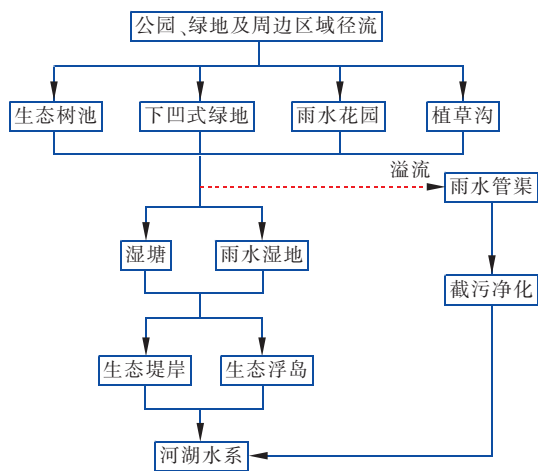 公园、绿地及周边区域径流
生态树池
下凹式绿地
雨水花园
植草沟
溢流
雨水管渠
湿塘
雨水湿地
截污净化
生态堤岸
生态浮岛
河湖水系